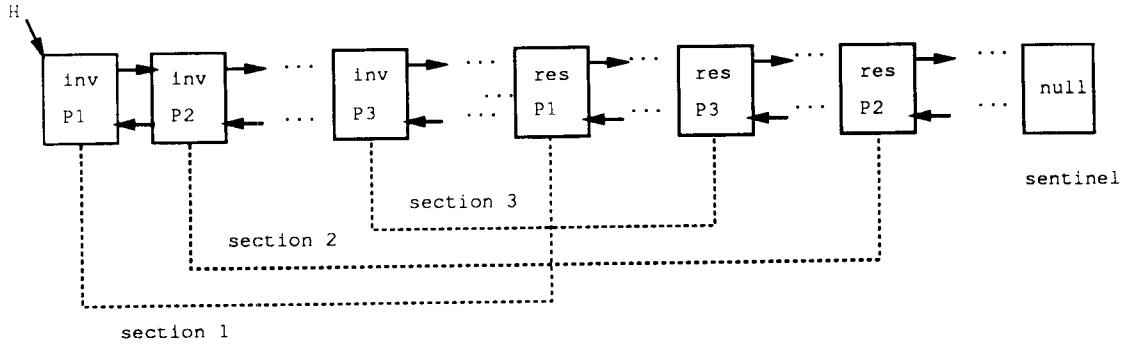 H
inv inv ... inv ... res ... res ... res ... null
P1 P2 ... P3 ... P1 ... P3 ... P2 ...
sentinel
section 3
section 2
section 1